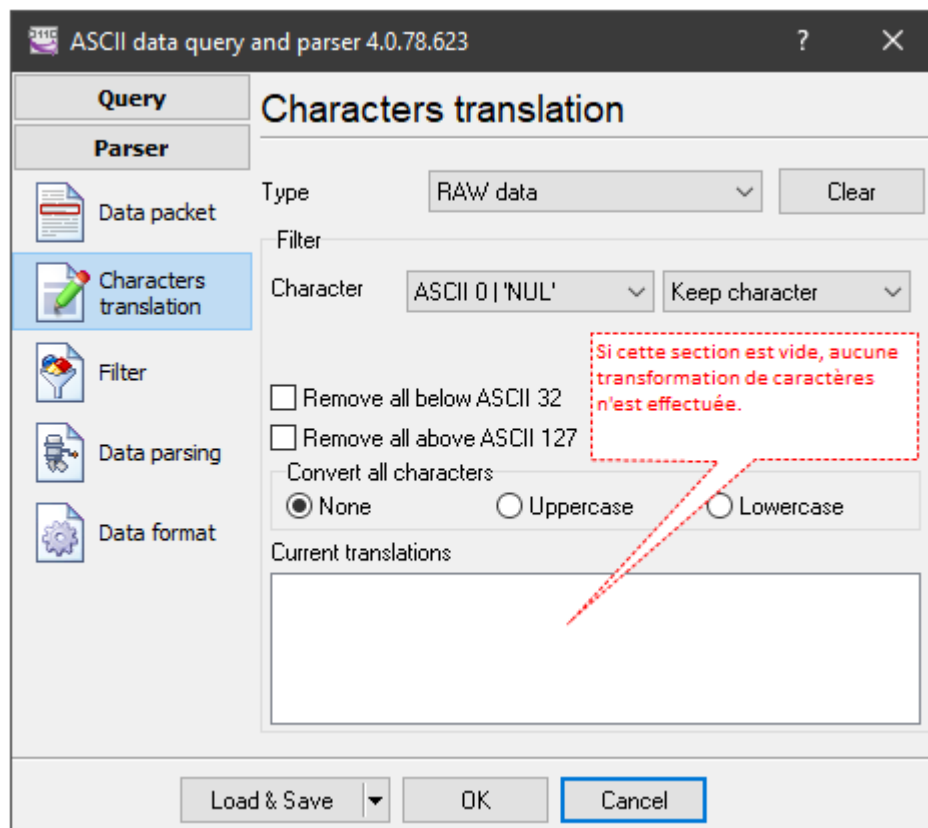 ASCII data query and parser 4.0.78.623
?
Query
Parser
Data packet
Characters
translation
Filter
Data parsing
Data format
Characters translation
Type
RAW data
Clear
Filter
Character
ASCII 0 | 'NUL'
Keep character
Si cette section est vide, aucune
transformation de caractères
n'est effectuée.
Remove all below ASCII 32
Remove all above ASCII 127
Convert all characters
None
Uppercase
Lowercase
Current translations
Load & Save
OK
Cancel